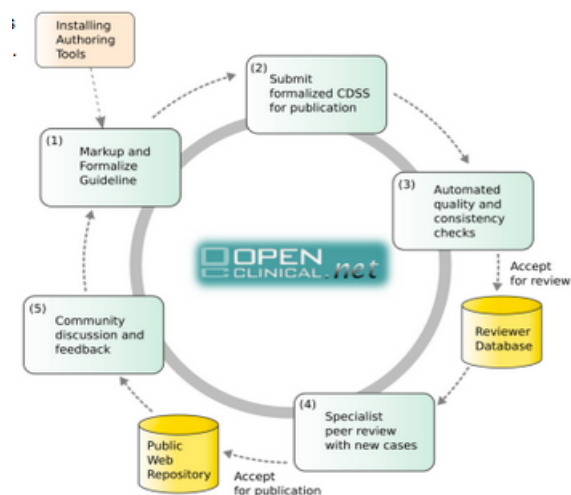 Installing
Authoring
Tools
(1)
Markup and
Formalize
Guideline
(2)
Submit
formalized CDSS
for publication
(3)
Automated
quality and
consistency
checks
Accept
for review
Reviewer
Database
(4)
Specialist
peer review
with new cases
Accept
for publication
Public
Web
Repository
(5)
Community
discussion and
feedback
OPEN
CLINICAL.net